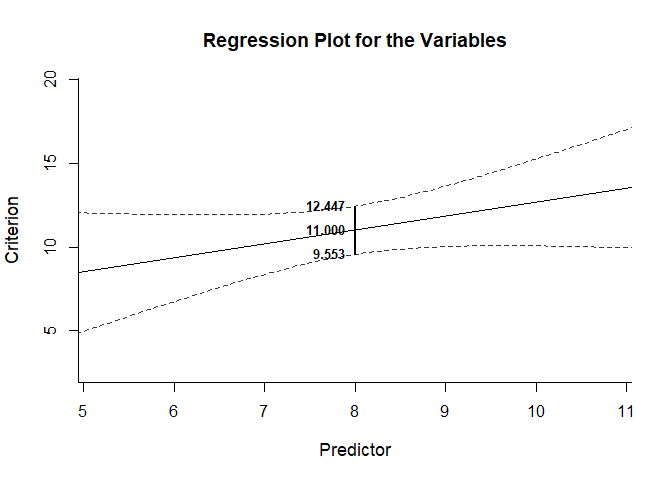 Regression Plot for the Variables
20
15
10
5
Criterion
12.447
11.000
9.553
5 6 7 8 9 10 11
Predictor